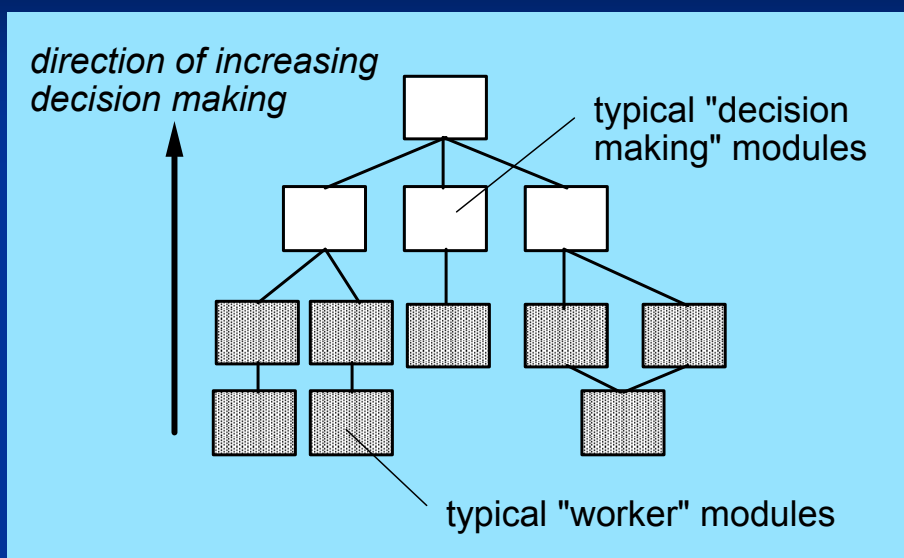 direction of increasing
decision making
typical "decision
making" modules
typical "worker" modules